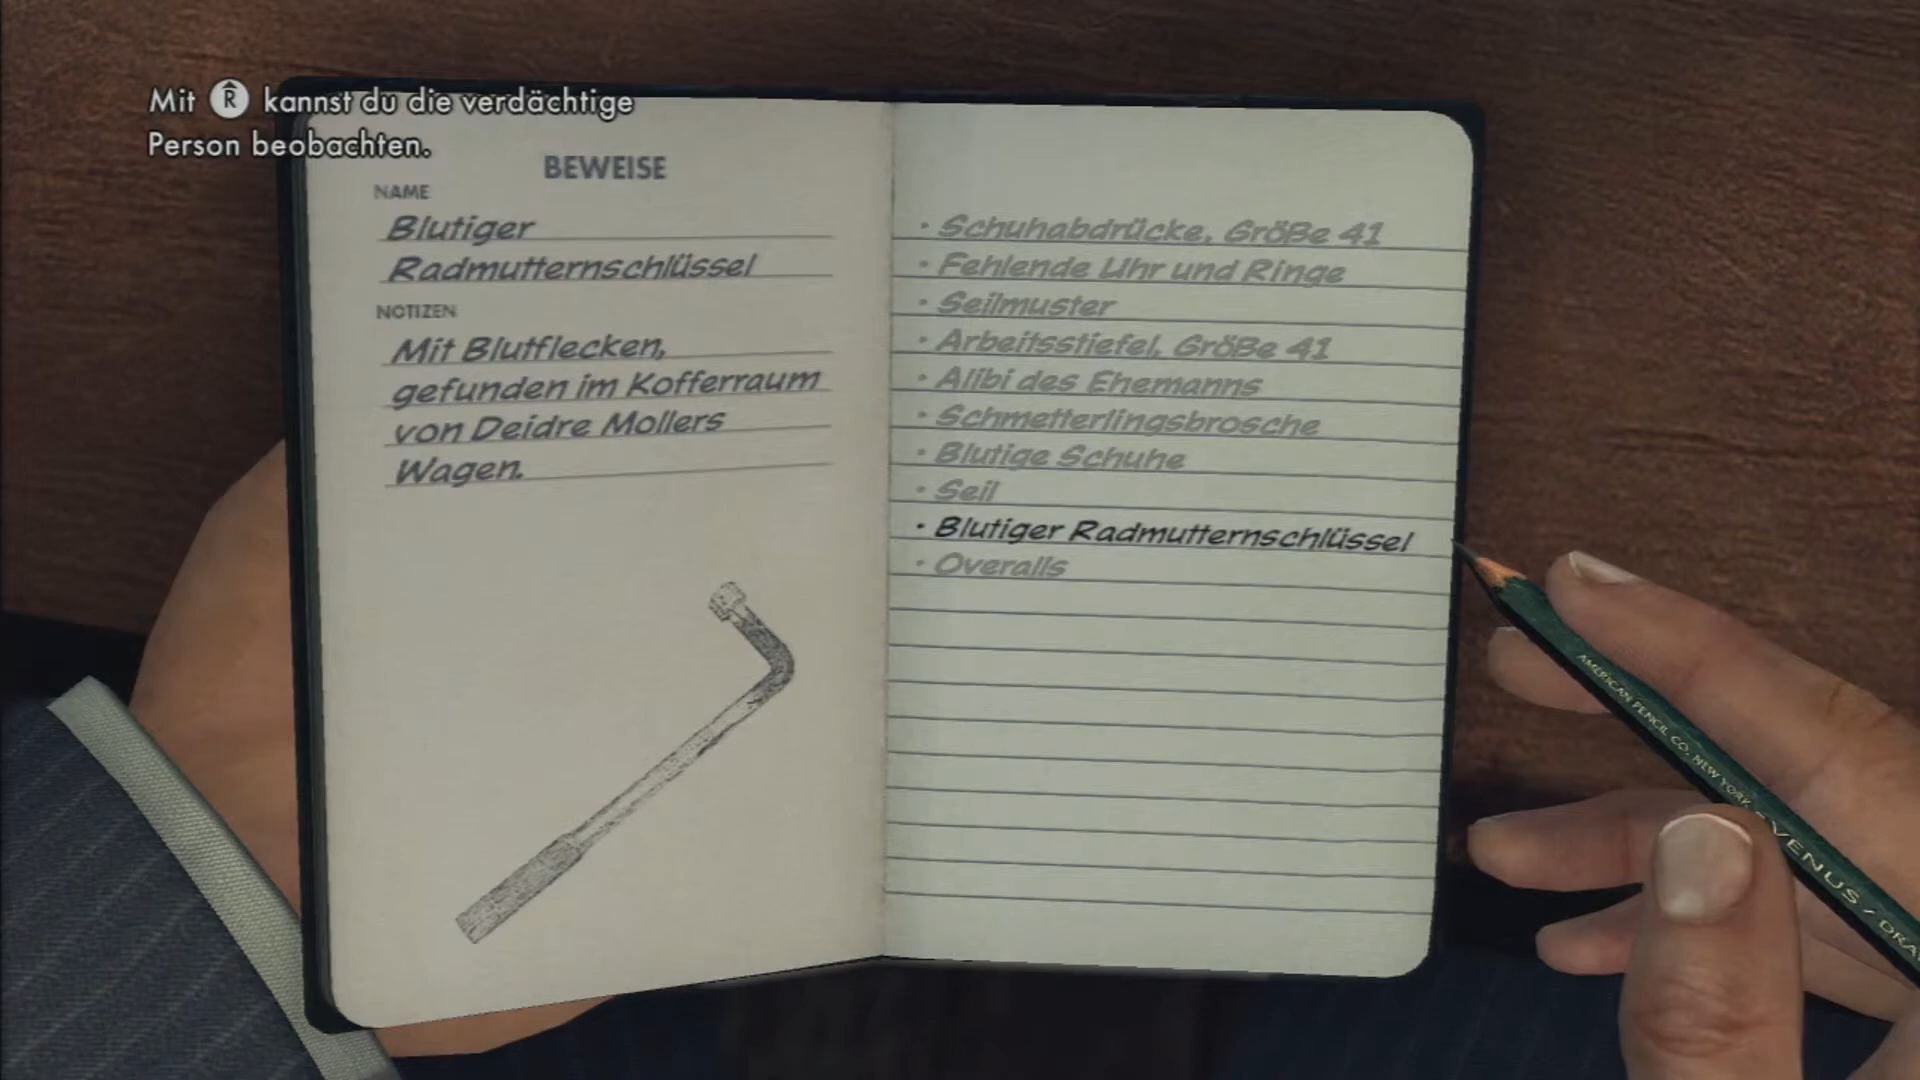 Mit R kannst du die verdächtige
Person beobachten.
BEWEISE
NAME
Blutiger
Radmutternschlüssel
NOTIZEN
Mit Blutflecken,
gefunden im Kofferraum
von Deidre Mollers
Wagen.
• Schuhabdrücke, Größe 41
• Fehlende Uhr und Ringe
• Seilmuster
• Arbeitsstiefel, Größe 41
• Alibi des Ehemanns
• Schmetterlingsbrosche
• Blutige Schuhe
• Seil
• Blutiger Radmutternschlüssel
• Overalls
AMERICAN PENCIL CO. NEW YORK VENUS / DRA